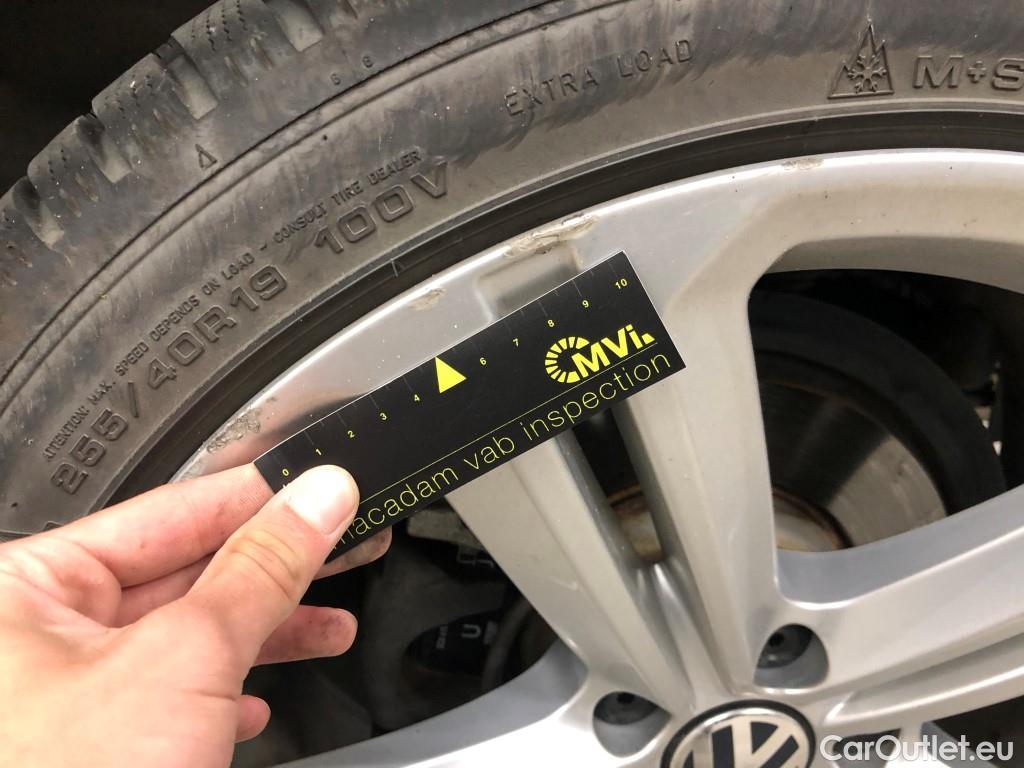 EXTRA LOAD
M+S
ATTENTION: MAX. SPEED DEPENDS ON LOAD - CONSULT TIRE DEALER
255/40R19 100V
0 1 2 3 4 6 7 8 9 10
MVi.
macadam vab inspection
CarOutlet.eu